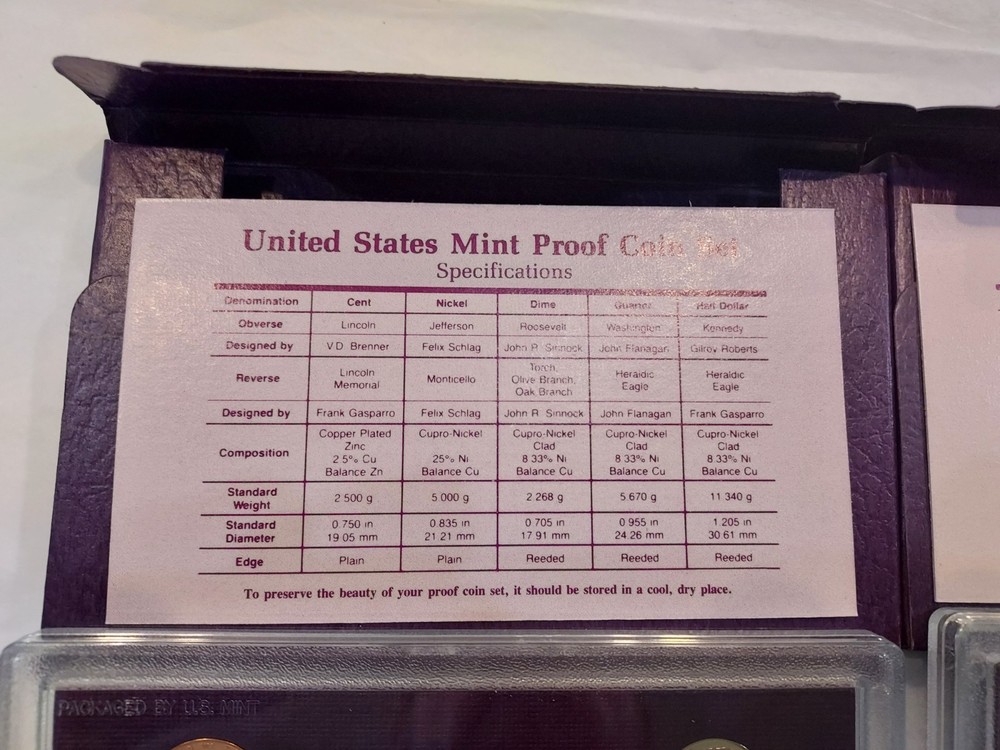 United States Mint Proof Coin Set
Specifications
Denomination Cent Nickel Dime Quarter Half Dollar
Obverse Lincoln Jefferson Roosevelt Washington Kennedy
Designed by V.D. Brenner Felix Schlag John R. Sinnock John Flanagan Gilroy Roberts
Reverse Lincoln Memorial Monticello Torch, Olive Branch, Oak Branch Heraldic Eagle Heraldic Eagle
Designed by Frank Gasparro Felix Schlag John R. Sinnock John Flanagan Frank Gasparro
Composition Copper Plated Zinc 2.5% Cu Balance Zn Cupro-Nickel 25% Ni Balance Cu Cupro-Nickel Clad 8.33% Ni Balance Cu Cupro-Nickel Clad 8.33% Ni Balance Cu Cupro-Nickel Clad 8.33% Ni Balance Cu
Standard Weight 2.500 g 5.000 g 2.268 g 5.670 g 11.340 g
Standard Diameter 0.750 in 19.05 mm 0.835 in 21.21 mm 0.705 in 17.91 mm 0.955 in 24.26 mm 1.205 in 30.61 mm
Edge Plain Plain Reeded Reeded Reeded
To preserve the beauty of your proof coin set, it should be stored in a cool, dry place.
PACKAGED BY U.S. MINT